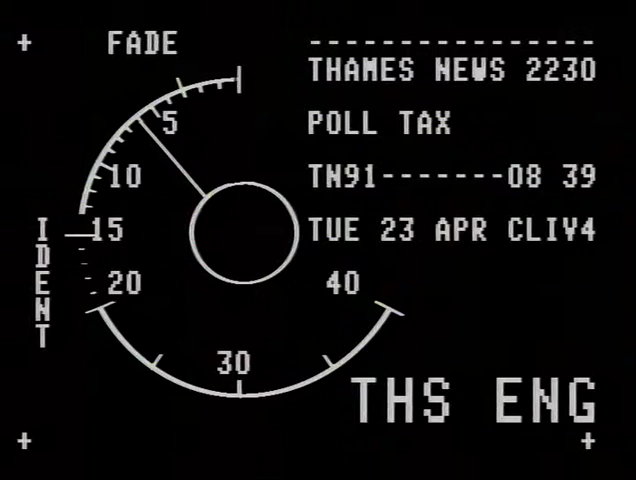 FADE
----------------
THAMES NEWS 2230
POLL TAX
TN91-------08 39
TUE 23 APR CLIV4
5
10
15
20
30
40
IDENT
THS ENG